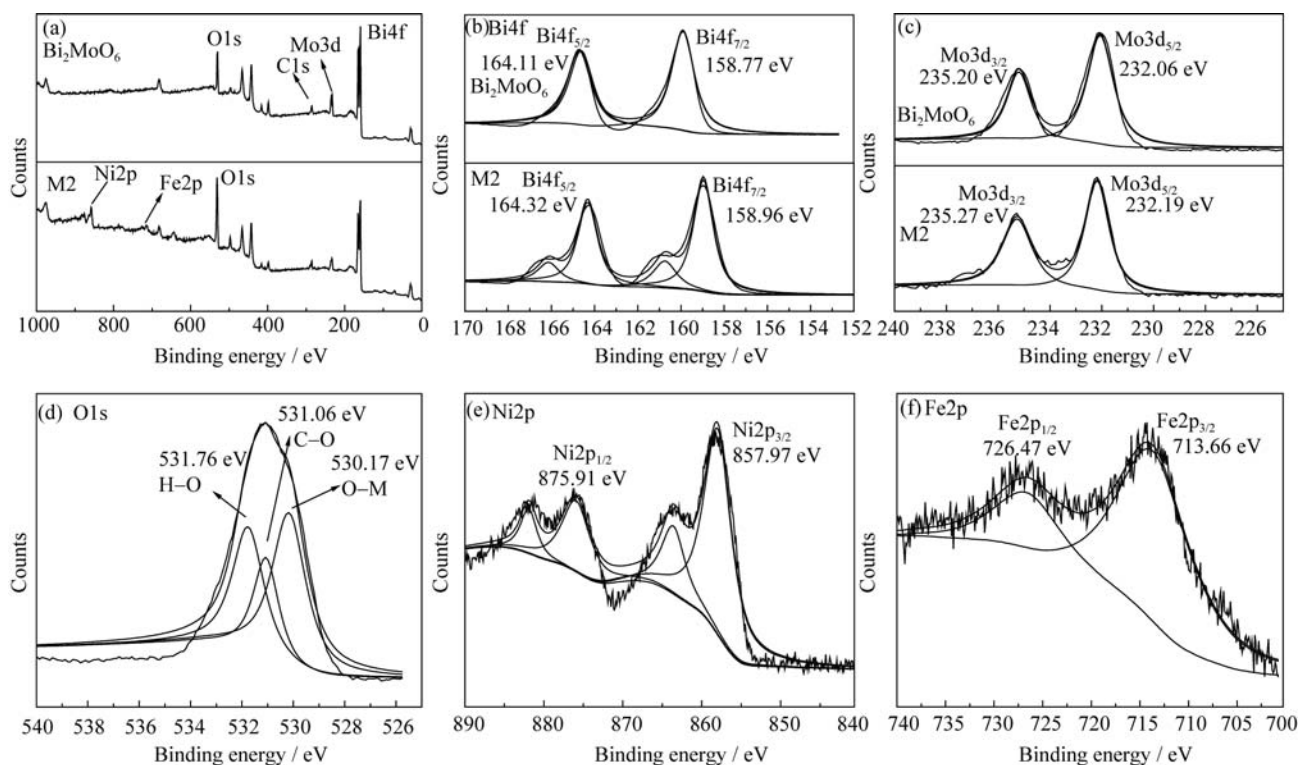 (a)
Bi₂MoO₆
O1s
Mo3d
C1s
Bi4f
M2
Ni2p
Fe2p
O1s
Counts
1000 800 600 400 200 0
Binding energy / eV
(b) Bi4f
Bi4f₅/₂
164.11 eV
Bi₂MoO₆
Bi4f₇/₂
158.77 eV
M2
Bi4f₅/₂
164.32 eV
Bi4f₇/₂
158.96 eV
Counts
170 168 166 164 162 160 158 156 154 152
Binding energy / eV
(c)
Mo3d₃/₂
235.20 eV
Bi₂MoO₆
Mo3d₅/₂
232.06 eV
Mo3d₃/₂
235.27 eV
M2
Mo3d₅/₂
232.19 eV
Counts
240 238 236 234 232 230 228 226
Binding energy / eV
(d) O1s
531.06 eV
C–O
531.76 eV
H–O
530.17 eV
O–M
Counts
540 538 536 534 532 530 528 526
Binding energy / eV
(e) Ni2p
Ni2p₁/₂
875.91 eV
Ni2p₃/₂
857.97 eV
Counts
890 880 870 860 850 840
Binding energy / eV
(f) Fe2p
Fe2p₁/₂
726.47 eV
Fe2p₃/₂
713.66 eV
Counts
740 735 730 725 720 715 710 705 700
Binding energy / eV